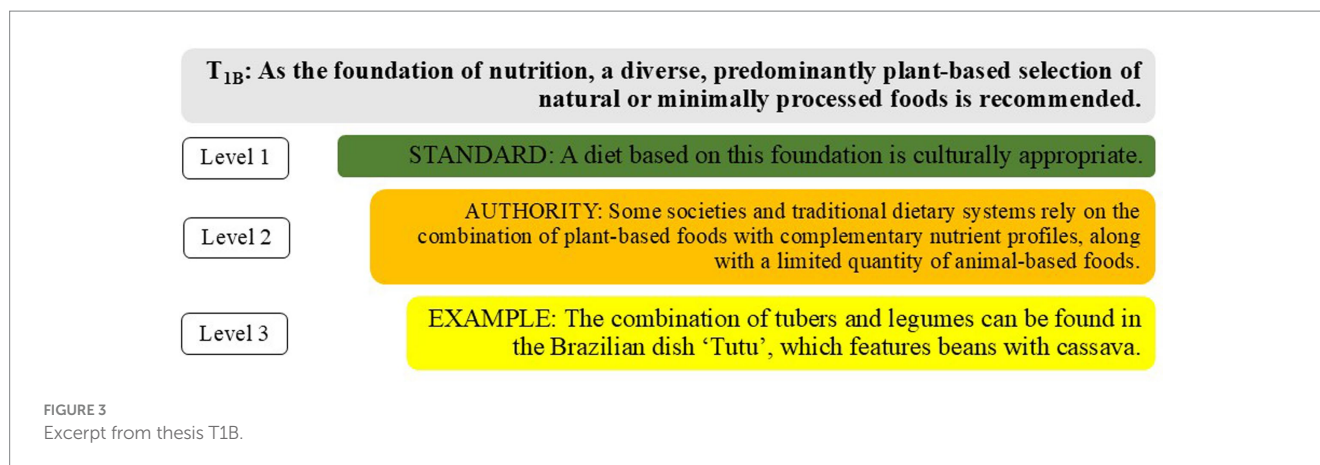 T1B: As the foundation of nutrition, a diverse, predominantly plant-based selection of
natural or minimally processed foods is recommended.
Level 1
STANDARD: A diet based on this foundation is culturally appropriate.
Level 2
AUTHORITY: Some societies and traditional dietary systems rely on the
combination of plant-based foods with complementary nutrient profiles, along
with a limited quantity of animal-based foods.
Level 3
EXAMPLE: The combination of tubers and legumes can be found in
the Brazilian dish ‘Tutu’, which features beans with cassava.
FIGURE 3
Excerpt from thesis T1B.